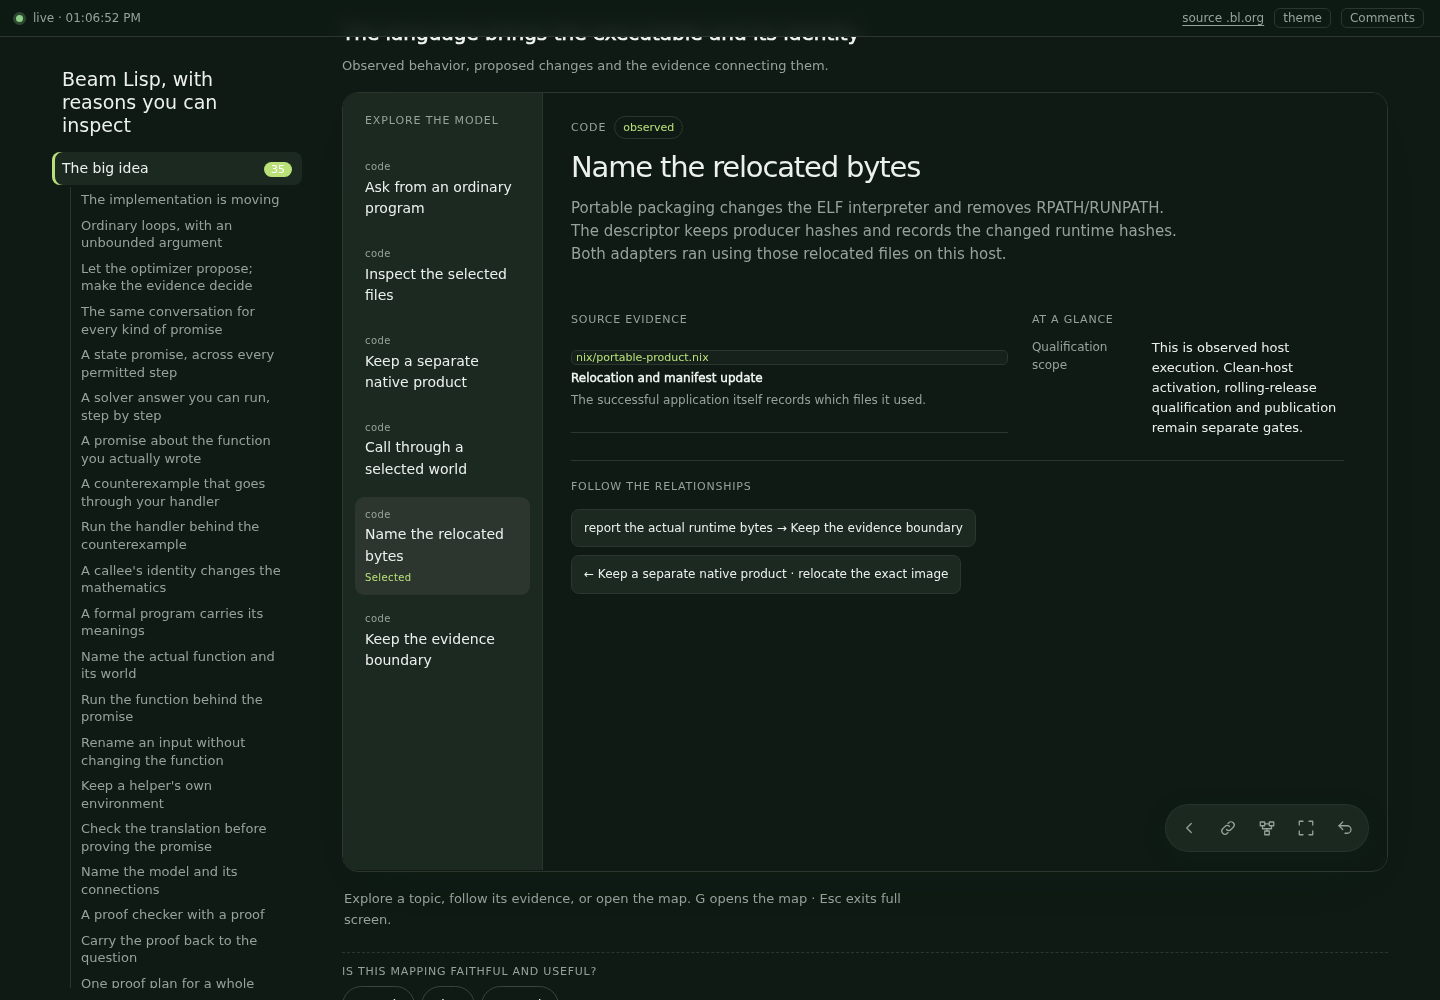 live · 01:06:52 PM
source .bl.org
theme
Comments
Beam Lisp, with
reasons you can
inspect
The big idea
35
The implementation is moving
Ordinary loops, with an
unbounded argument
Let the optimizer propose;
make the evidence decide
The same conversation for
every kind of promise
A state promise, across every
permitted step
A solver answer you can run,
step by step
A promise about the function
you actually wrote
A counterexample that goes
through your handler
Run the handler behind the
counterexample
A callee's identity changes the
mathematics
A formal program carries its
meanings
Name the actual function and
its world
Run the function behind the
promise
Rename an input without
changing the function
Keep a helper's own
environment
Check the translation before
proving the promise
Name the model and its
connections
A proof checker with a proof
Carry the proof back to the
question
One proof plan for a whole
The language brings the executable and its identity
Observed behavior, proposed changes and the evidence connecting them.
EXPLORE THE MODEL
code
Ask from an ordinary
program
code
Inspect the selected
files
code
Keep a separate
native product
code
Call through a
selected world
code
Name the relocated
bytes
Selected
code
Keep the evidence
boundary
CODE
observed
Name the relocated bytes
Portable packaging changes the ELF interpreter and removes RPATH/RUNPATH.
The descriptor keeps producer hashes and records the changed runtime hashes.
Both adapters ran using those relocated files on this host.
SOURCE EVIDENCE
nix/portable-product.nix
Relocation and manifest update
The successful application itself records which files it used.
AT A GLANCE
Qualification
scope
This is observed host
execution. Clean-host
activation, rolling-release
qualification and publication
remain separate gates.
FOLLOW THE RELATIONSHIPS
report the actual runtime bytes → Keep the evidence boundary
← Keep a separate native product · relocate the exact image
Explore a topic, follow its evidence, or open the map. G opens the map · Esc exits full
screen.
IS THIS MAPPING FAITHFUL AND USEFUL?